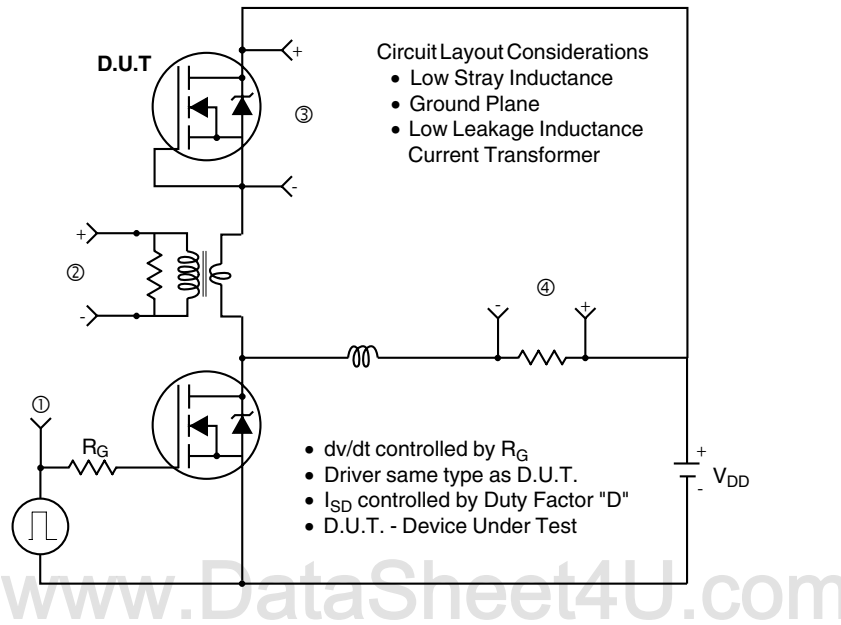 D.U.T
+
Circuit Layout Considerations
• Low Stray Inductance
• Ground Plane
• Low Leakage Inductance
Current Transformer
③
-
+
②
-
④
- +
①
RG
• dv/dt controlled by RG
• Driver same type as D.U.T.
• ISD controlled by Duty Factor "D"
• D.U.T. - Device Under Test
+
VDD
-
www.DataSheet4U.com